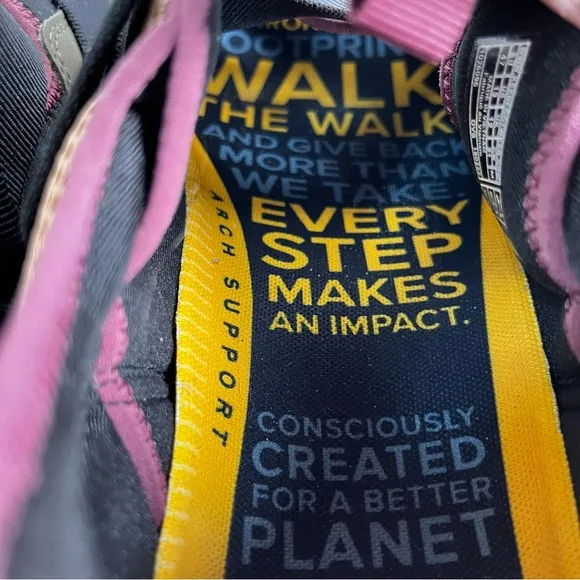 FOOTPRINT
WALK
THE WALK
AND GIVE BACK
MORE THAN
WE TAKE.
EVERY
STEP
MAKES
AN IMPACT.
ARCH SUPPORT
CONSCIOUSLY
CREATED
FOR A BETTER
PLANET